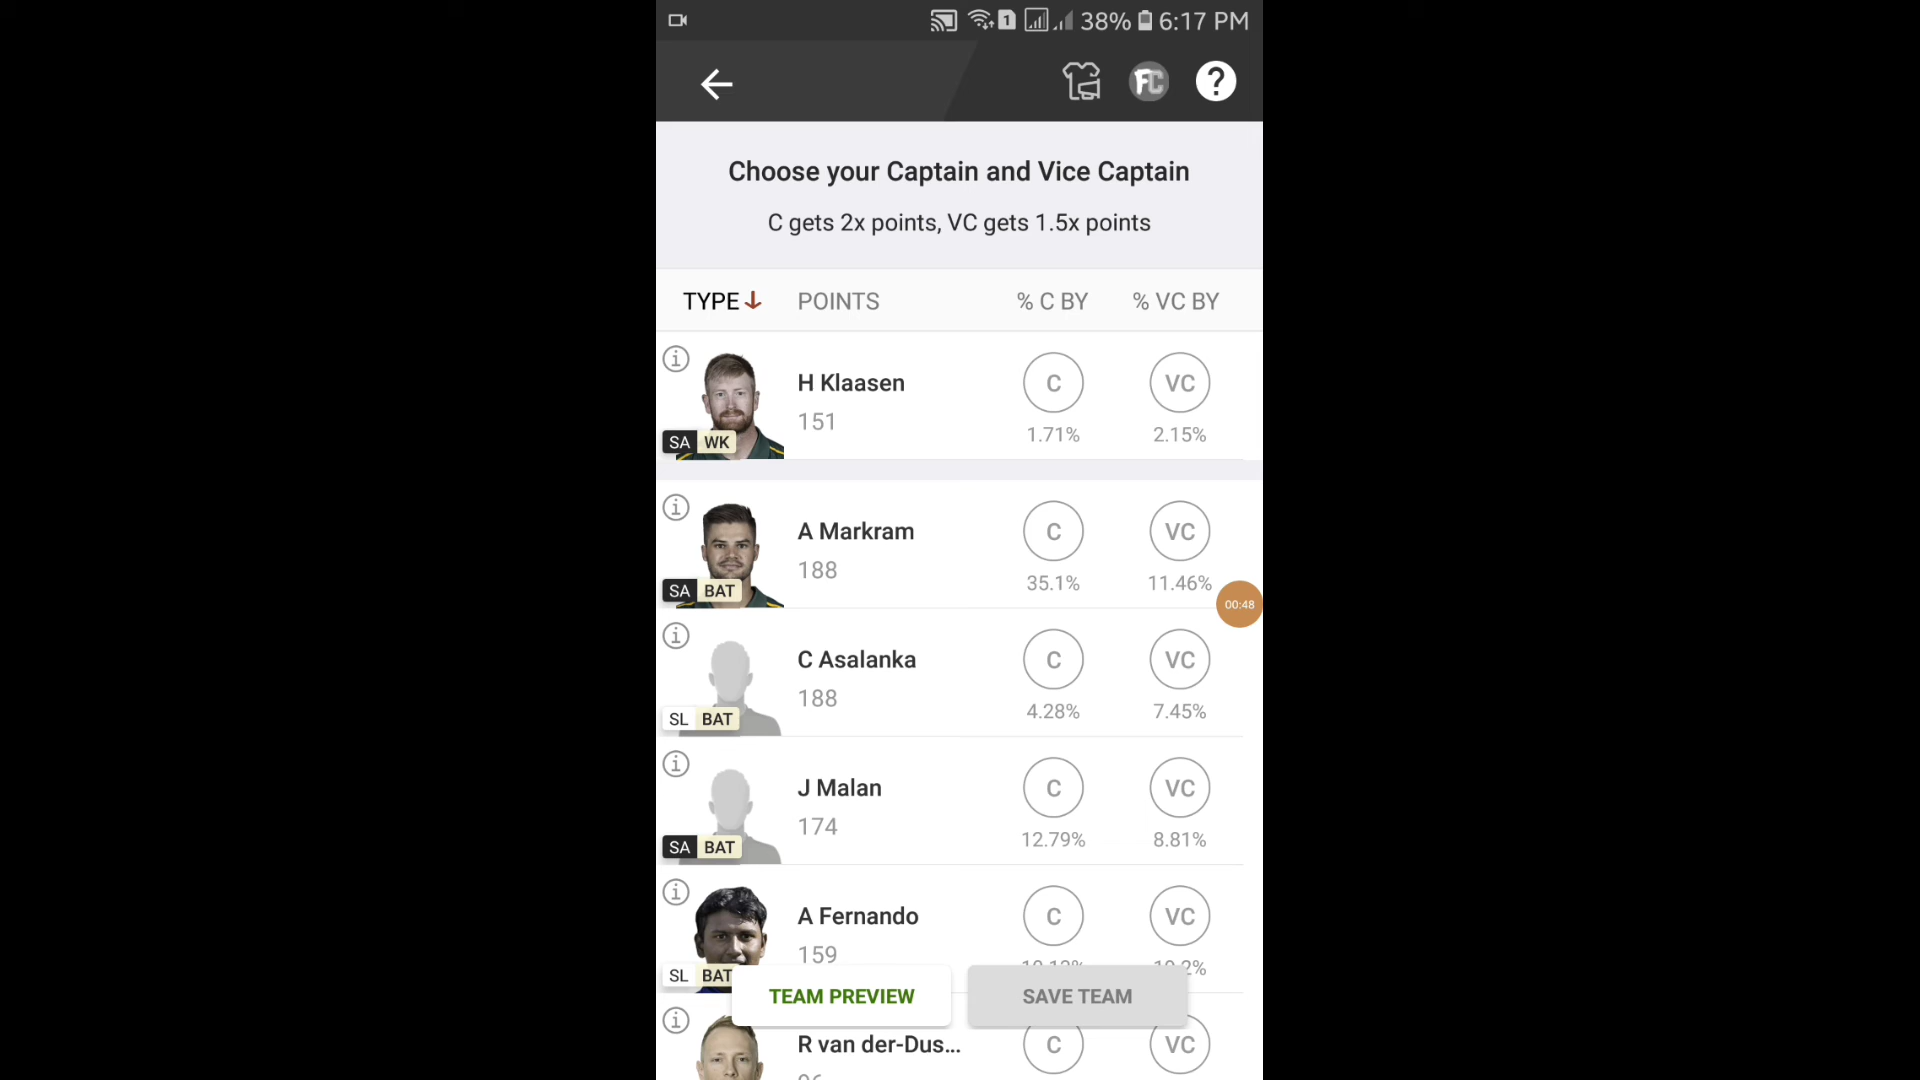 1 38% 6:17 PM
FC ?
Choose your Captain and Vice Captain
C gets 2x points, VC gets 1.5x points
TYPE POINTS % C BY % VC BY
H Klaasen
151
SA WK
C VC
1.71% 2.15%
A Markram
188
SA BAT
C VC
35.1% 11.46%
00:48
C Asalanka
188
SL BAT
C VC
4.28% 7.45%
J Malan
174
SA BAT
C VC
12.79% 8.81%
A Fernando
159
SL BAT
C VC
TEAM PREVIEW SAVE TEAM
R van der-Dus...
C VC